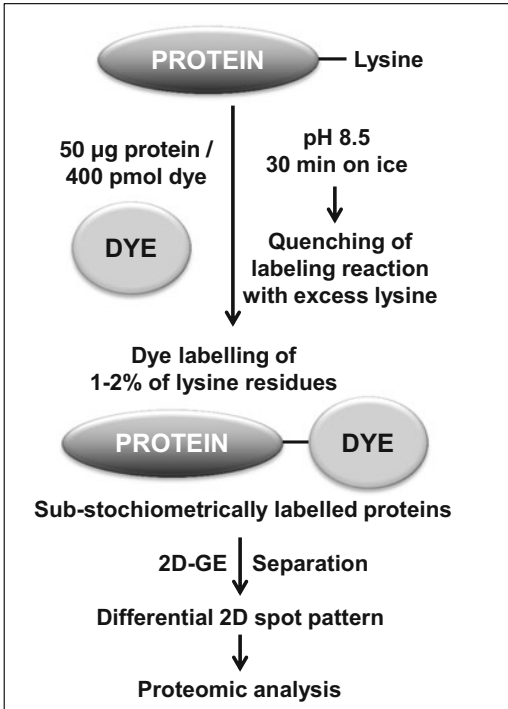 PROTEIN
Lysine
50 µg protein /
400 pmol dye
pH 8.5
30 min on ice
DYE
Quenching of
labeling reaction
with excess lysine
Dye labelling of
1-2% of lysine residues
PROTEIN
DYE
Sub-stochiometrically labelled proteins
2D-GE
Separation
Differential 2D spot pattern
Proteomic analysis